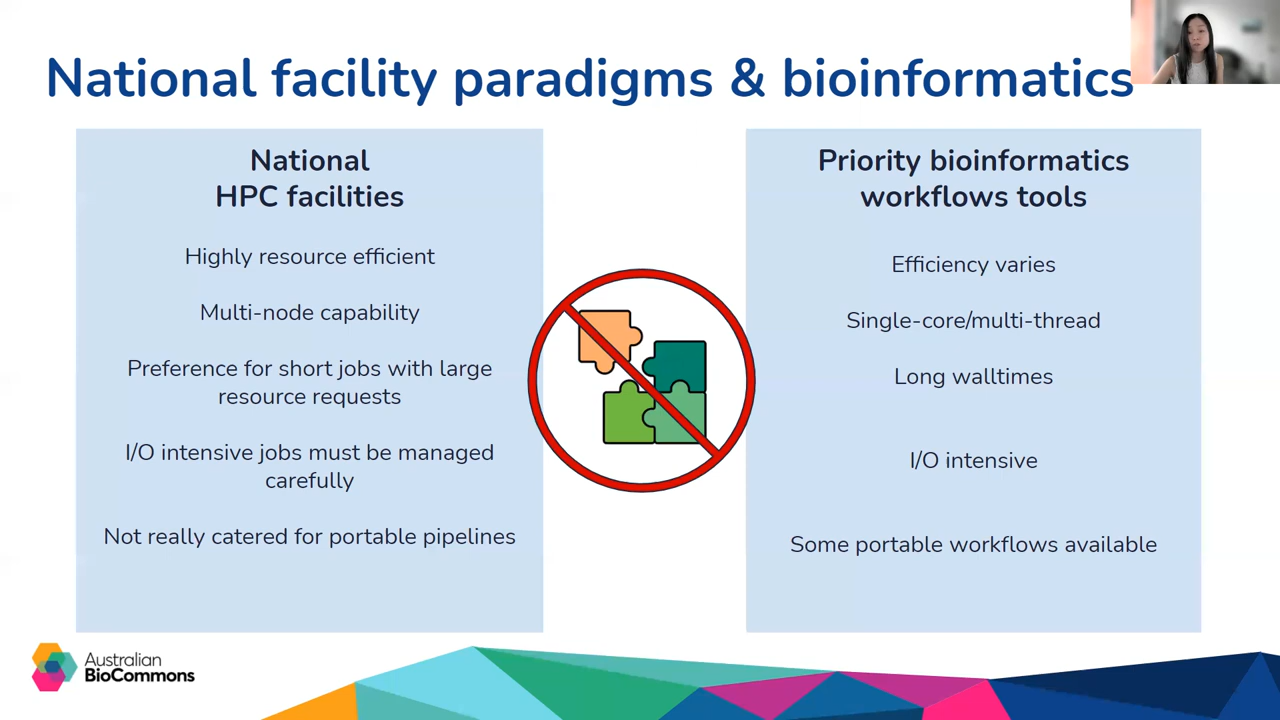 National facility paradigms & bioinformatics
National
HPC facilities
Highly resource efficient
Multi-node capability
Preference for short jobs with large
resource requests
I/O intensive jobs must be managed
carefully
Not really catered for portable pipelines
Priority bioinformatics
workflows tools
Efficiency varies
Single-core/multi-thread
Long walltimes
I/O intensive
Some portable workflows available
Australian
BioCommons